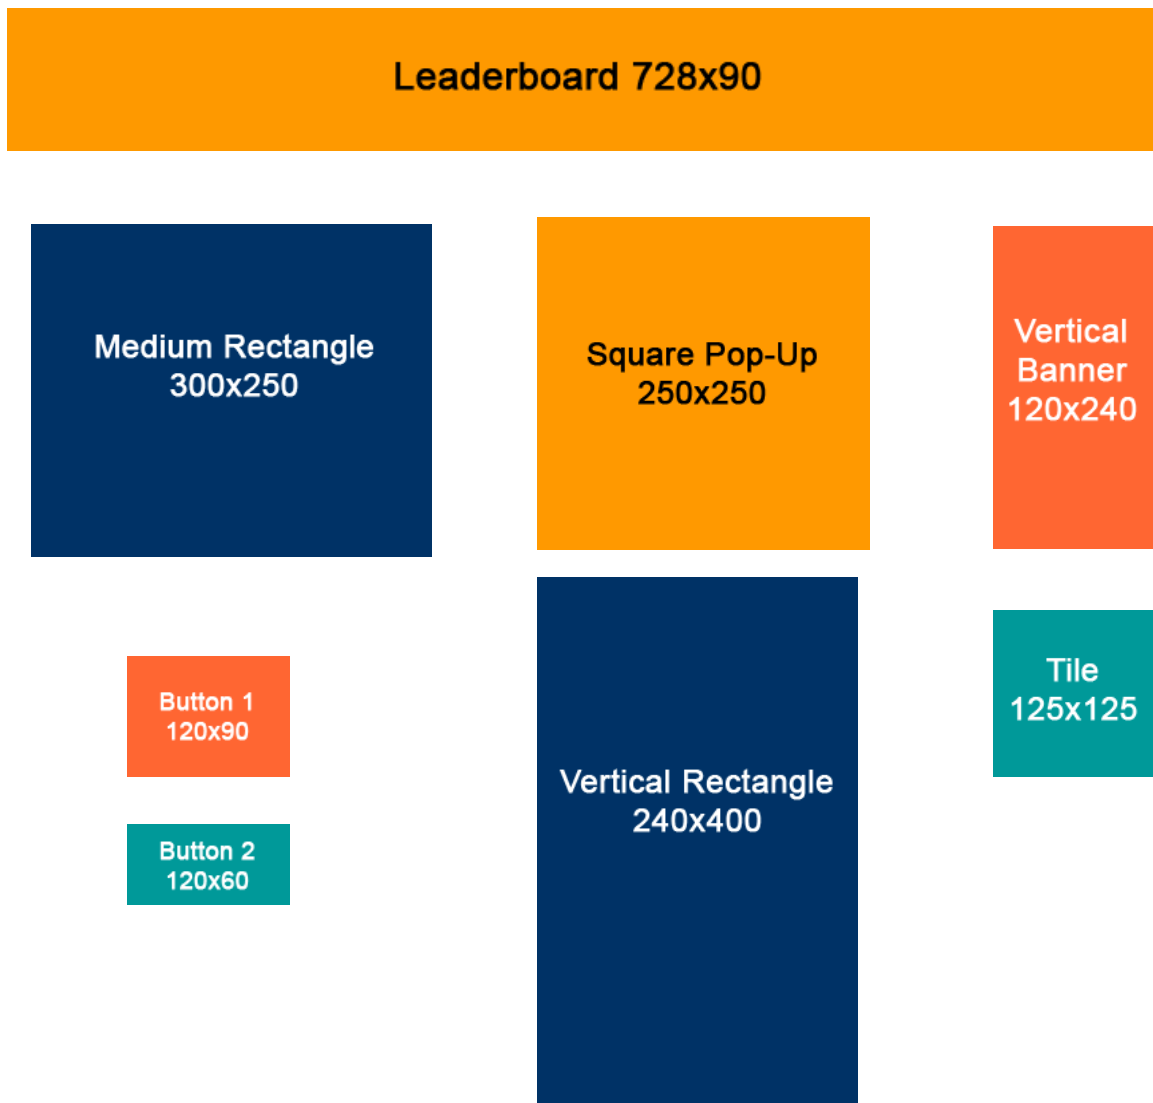 Leaderboard 728x90
Medium Rectangle
300x250
Square Pop-Up
250x250
Vertical
Banner
120x240
Button 1
120x90
Button 2
120x60
Vertical Rectangle
240x400
Tile
125x125